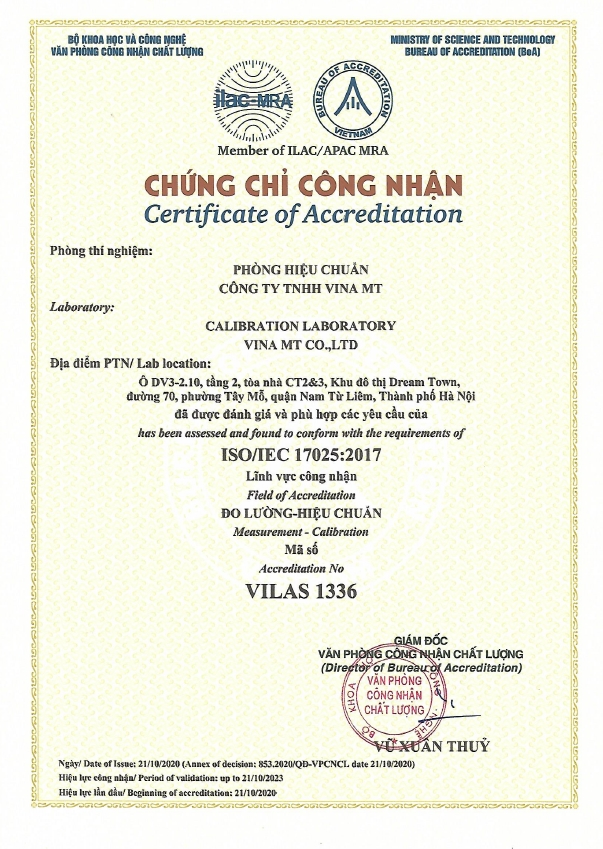 BỘ KHOA HỌC VÀ CÔNG NGHỆ
VĂN PHÒNG CÔNG NHẬN CHẤT LƯỢNG
MINISTRY OF SCIENCE AND TECHNOLOGY
BUREAU OF ACCREDITATION (BoA)
ilac-MRA
BUREAU OF ACCREDITATION
VIETNAM
Member of ILAC/APAC MRA
CHỨNG CHỈ CÔNG NHẬN
Certificate of Accreditation
Phòng thí nghiệm:
PHÒNG HIỆU CHUẨN
CÔNG TY TNHH VINA MT
Laboratory:
CALIBRATION LABORATORY
VINA MT CO.,LTD
Địa điểm PTN/ Lab location:
Ô DV3-2.10, tầng 2, tòa nhà CT2&3, Khu đô thị Dream Town,
đường 70, phường Tây Mỗ, quận Nam Từ Liêm, Thành phố Hà Nội
đã được đánh giá và phù hợp các yêu cầu của
has been assessed and found to conform with the requirements of
ISO/IEC 17025:2017
Lĩnh vực công nhận
Field of Accreditation
ĐO LƯỜNG-HIỆU CHUẨN
Measurement - Calibration
Mã số
Accreditation No
VILAS 1336
GIÁM ĐỐC
VĂN PHÒNG CÔNG NHẬN CHẤT LƯỢNG
(Director of Bureau of Accreditation)
BỘ KHOA HỌC CÔNG NGHỆ
VĂN PHÒNG
CÔNG NHẬN
CHẤT LƯỢNG
VŨ XUÂN THUỶ
Ngày/ Date of Issue: 21/10/2020 (Annex of decision: 853.2020/QĐ-VPCNCL date 21/10/2020)
Hiệu lực công nhận/ Period of validation: up to 21/10/2023
Hiệu lực lần đầu/ Beginning of accreditation: 21/10/2020